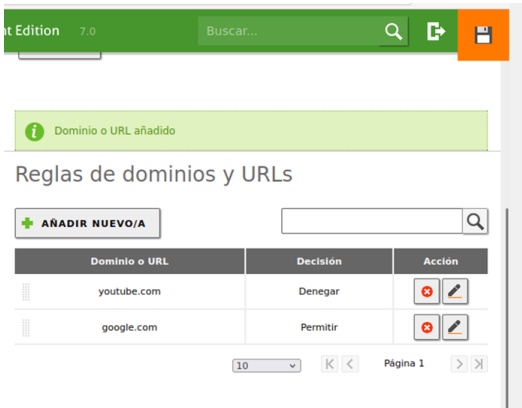 Edition 7.0 Buscar...
Dominio o URL añadido
Reglas de dominios y URLs
AÑADIR NUEVO/A
Dominio o URL Decisión Acción
youtube.com Denegar
google.com Permitir
10 Página 1